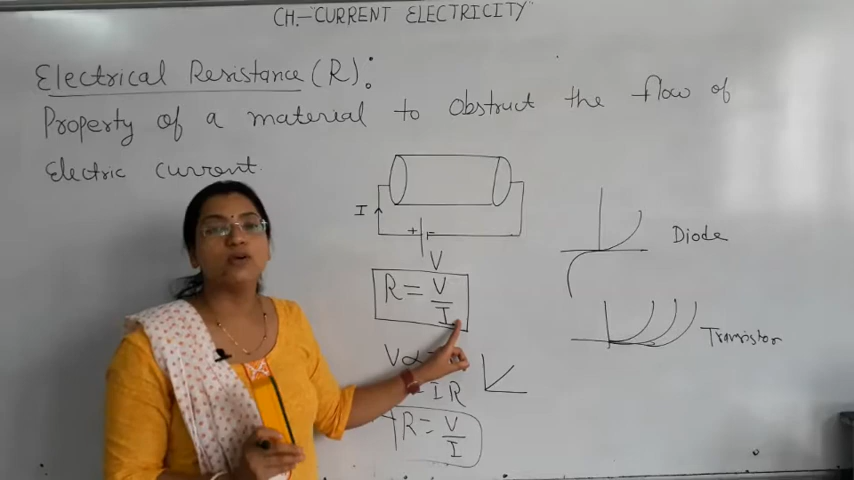 CH.-"CURRENT ELECTRICITY"
Electrical Resistance (R):
Property of a material to obstruct the flow of
Electric current.
I
+
V
R = V/I
V ∝
IR
R = V/I
Diode
Transistor